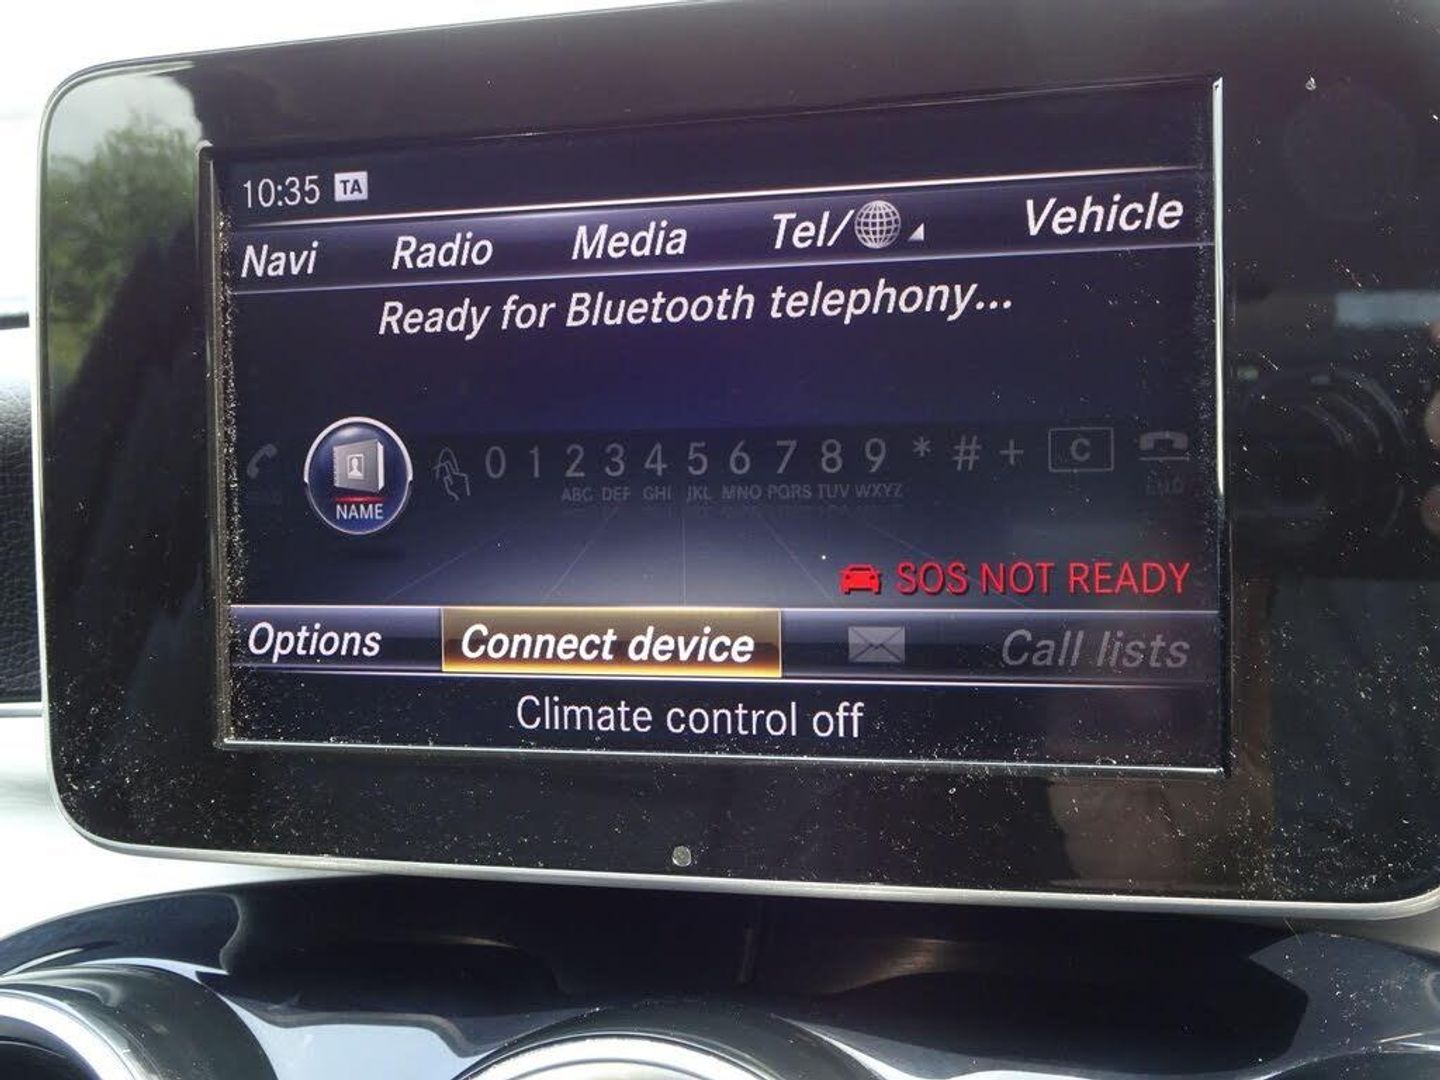 10:35 TA
Navi Radio Media Tel/ Vehicle
Ready for Bluetooth telephony...
0 1 2 3 4 5 6 7 8 9 * # + C
ABC DEF GHI JKL MNO PQRS TUV WXYZ END
NAME
SOS NOT READY
Options Connect device Call lists
Climate control off